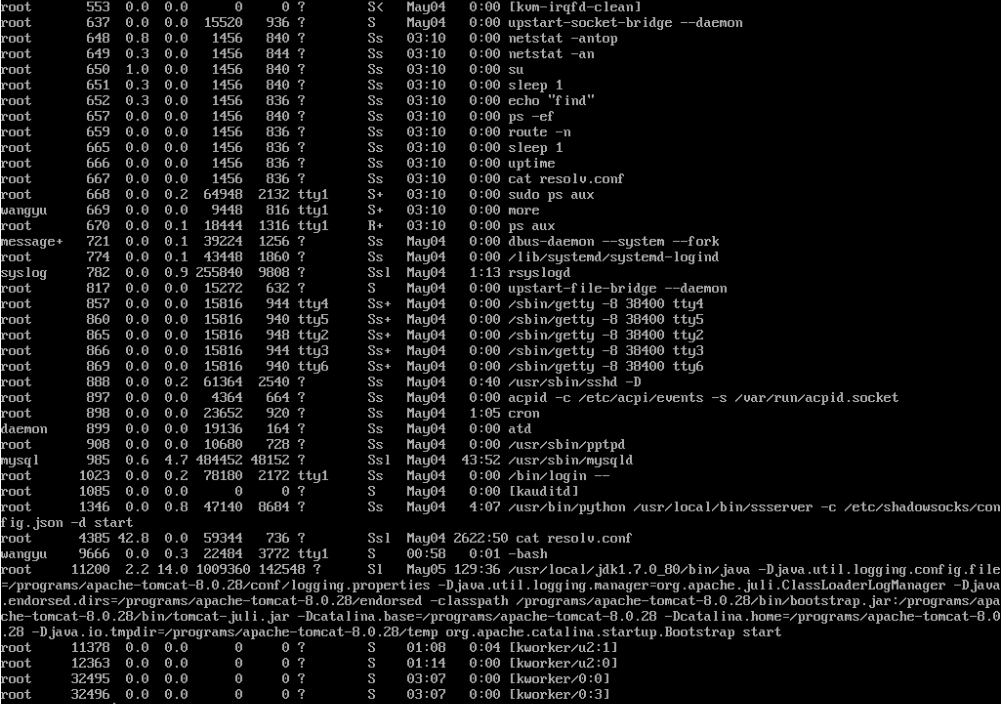 root       553  0.0  0.0      0     0 ?        S<   May04   0:00 [kvm-irqfd-clean]
root       637  0.0  0.0  15520   936 ?        S    May04   0:00 upstart-socket-bridge --daemon
root       648  0.8  0.0   1456   840 ?        Ss   03:10   0:00 netstat -antop
root       649  0.3  0.0   1456   844 ?        Ss   03:10   0:00 netstat -an
root       650  1.0  0.0   1456   840 ?        Ss   03:10   0:00 su
root       651  0.3  0.0   1456   840 ?        Ss   03:10   0:00 sleep 1
root       652  0.3  0.0   1456   836 ?        Ss   03:10   0:00 echo "find"
root       657  0.0  0.0   1456   840 ?        Ss   03:10   0:00 ps -ef
root       659  0.0  0.0   1456   836 ?        Ss   03:10   0:00 route -n
root       665  0.0  0.0   1456   836 ?        Ss   03:10   0:00 sleep 1
root       666  0.0  0.0   1456   836 ?        Ss   03:10   0:00 uptime
root       667  0.0  0.0   1456   836 ?        Ss   03:10   0:00 cat resolv.conf
root       668  0.0  0.2  64948  2132 tty1     S+   03:10   0:00 sudo ps aux
wangyu     669  0.0  0.0   9448   816 tty1     S+   03:10   0:00 more
root       670  0.0  0.1  18444  1316 tty1     R+   03:10   0:00 ps aux
message+   721  0.0  0.1  39224  1256 ?        Ss   May04   0:00 dbus-daemon --system --fork
root       774  0.0  0.1  43448  1860 ?        Ss   May04   0:00 /lib/systemd/systemd-logind
syslog     782  0.0  0.9 255840  9808 ?        Ssl  May04   1:13 rsyslogd
root       817  0.0  0.0  15272   632 ?        S    May04   0:00 upstart-file-bridge --daemon
root       857  0.0  0.0  15816   944 tty4     Ss+  May04   0:00 /sbin/getty -8 38400 tty4
root       860  0.0  0.0  15816   940 tty5     Ss+  May04   0:00 /sbin/getty -8 38400 tty5
root       865  0.0  0.0  15816   948 tty2     Ss+  May04   0:00 /sbin/getty -8 38400 tty2
root       866  0.0  0.0  15816   944 tty3     Ss+  May04   0:00 /sbin/getty -8 38400 tty3
root       869  0.0  0.0  15816   940 tty6     Ss+  May04   0:00 /sbin/getty -8 38400 tty6
root       888  0.0  0.2  61364  2540 ?        Ss   May04   0:40 /usr/sbin/sshd -D
root       897  0.0  0.0   4364   664 ?        Ss   May04   0:00 acpid -c /etc/acpi/events -s /var/run/acpid.socket
root       898  0.0  0.0  23652   920 ?        Ss   May04   1:05 cron
daemon     899  0.0  0.0  19136   164 ?        Ss   May04   0:00 atd
root       908  0.0  0.0  10680   728 ?        Ss   May04   0:00 /usr/sbin/pptpd
mysql      985  0.6  4.7 484452 48152 ?        Ssl  May04  43:52 /usr/sbin/mysqld
root      1023  0.0  0.2  78180  2172 tty1     Ss   May04   0:00 /bin/login --
root      1085  0.0  0.0      0     0 ?        S    May04   0:00 [kauditd]
root      1346  0.0  0.8  47140  8684 ?        Ss   May04   4:07 /usr/bin/python /usr/local/bin/ssserver -c /etc/shadowsocks/con
fig.json -d start
root      4385 42.8  0.0  59344   736 ?        Ssl  May04 2622:50 cat resolv.conf
wangyu    9666  0.0  0.3  22484  3772 tty1     S    00:58   0:01 -bash
root     11200  2.2 14.0 1009360 142548 ?      Sl   May05 129:36 /usr/local/jdk1.7.0_80/bin/java -Djava.util.logging.config.file
=/programs/apache-tomcat-8.0.28/conf/logging.properties -Djava.util.logging.manager=org.apache.juli.ClassLoaderLogManager -Djava
.endorsed.dirs=/programs/apache-tomcat-8.0.28/endorsed -classpath /programs/apache-tomcat-8.0.28/bin/bootstrap.jar:/programs/apa
che-tomcat-8.0.28/bin/tomcat-juli.jar -Dcatalina.base=/programs/apache-tomcat-8.0.28 -Dcatalina.home=/programs/apache-tomcat-8.0
.28 -Djava.io.tmpdir=/programs/apache-tomcat-8.0.28/temp org.apache.catalina.startup.Bootstrap start
root     11378  0.0  0.0      0     0 ?        S    01:08   0:04 [kworker/u2:1]
root     12363  0.0  0.0      0     0 ?        S    01:14   0:00 [kworker/u2:0]
root     32495  0.0  0.0      0     0 ?        S    03:07   0:00 [kworker/0:0]
root     32496  0.0  0.0      0     0 ?        S    03:07   0:00 [kworker/0:3]